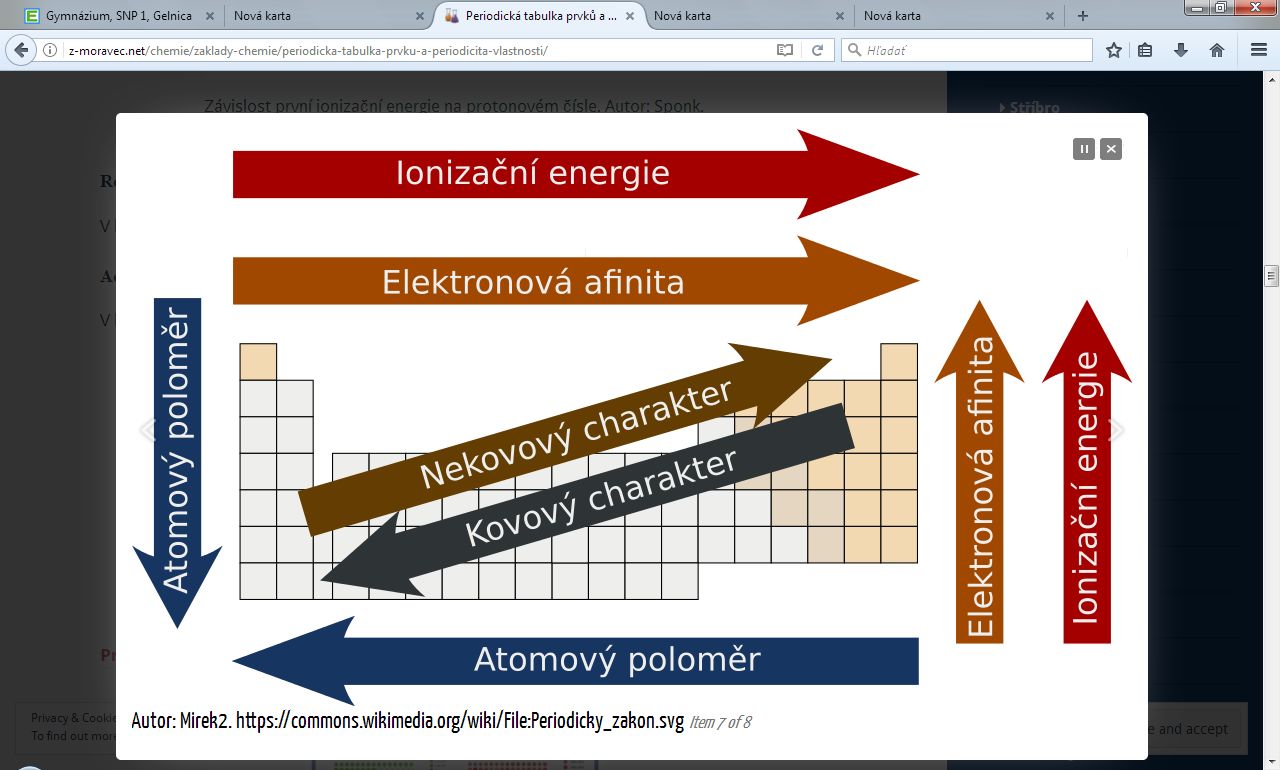 Gymnázium, SNP 1, Gelnica
Nová karta
Periodická tabulka prvků a ...
Nová karta
Nová karta
z-moravec.net/chemie/zaklady-chemie/periodicka-tabulka-prvku-a-periodicita-vlastnosti/
Hľadať
Závislost první ionizační energie na protonovém čísle. Autor: Sponk.
Stříbro
Ionizační energie
Elektronová afinita
Atomový poloměr
Nekovový charakter
Kovový charakter
Elektronová afinita
Ionizační energie
Atomový poloměr
Autor: Mirek2. https://commons.wikimedia.org/wiki/File:Periodicky_zakon.svg Item 7 of 8
Privacy & Cookie
To find out more
e and accept